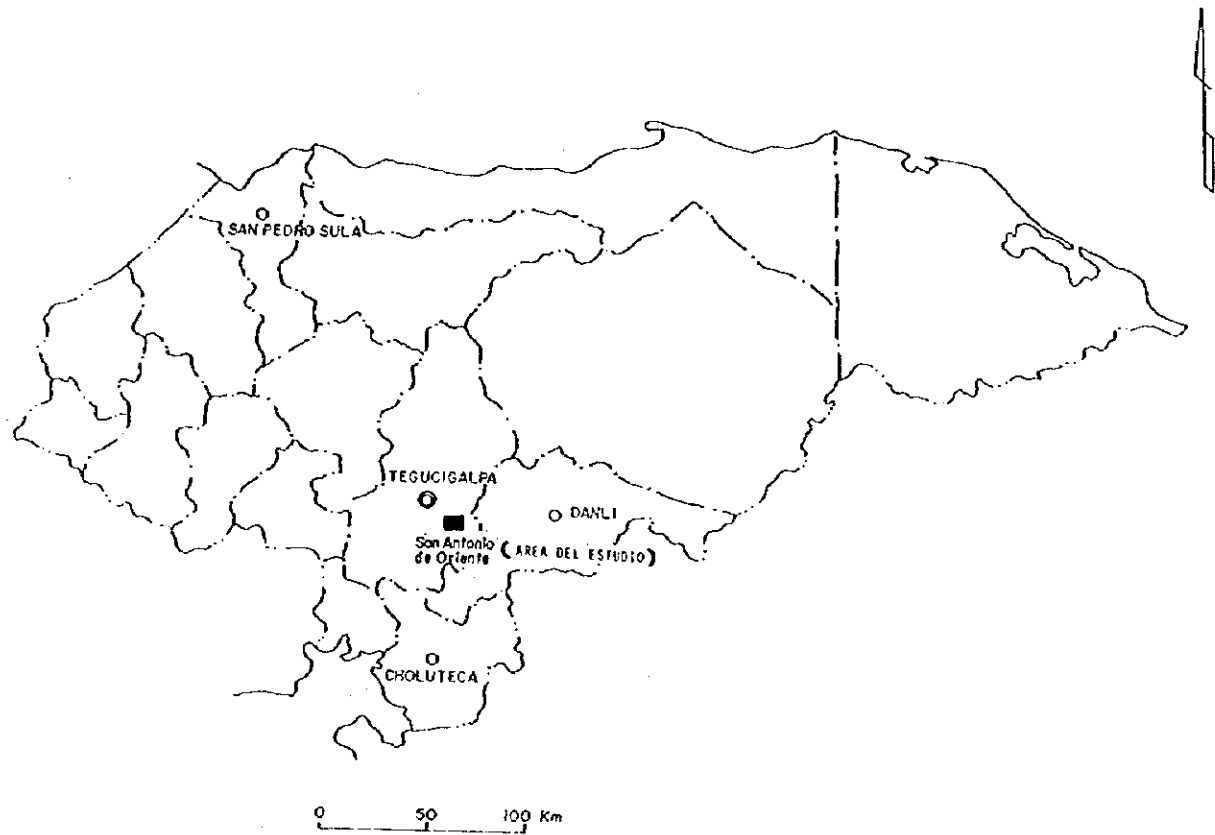 SAN PEDRO SULA
TEGUCIGALPA
DANLI
San Antonio
de Oriente
(AREA DEL ESTUDIO)
CHOLUTECA
0 50 100 Km